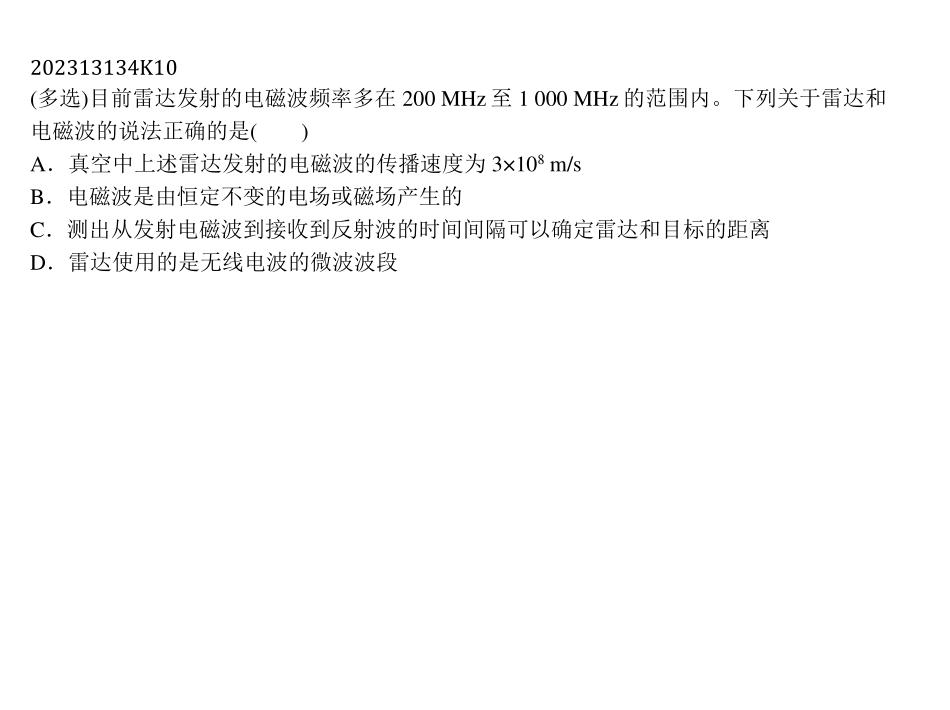 202313134K10
(多选)目前雷达发射的电磁波频率多在 200 MHz 至 1 000 MHz 的范围内。下列关于雷达和
电磁波的说法正确的是(　　)
A．真空中上述雷达发射的电磁波的传播速度为 3×10⁸ m/s
B．电磁波是由恒定不变的电场或磁场产生的
C．测出从发射电磁波到接收到反射波的时间间隔可以确定雷达和目标的距离
D．雷达使用的是无线电波的微波波段